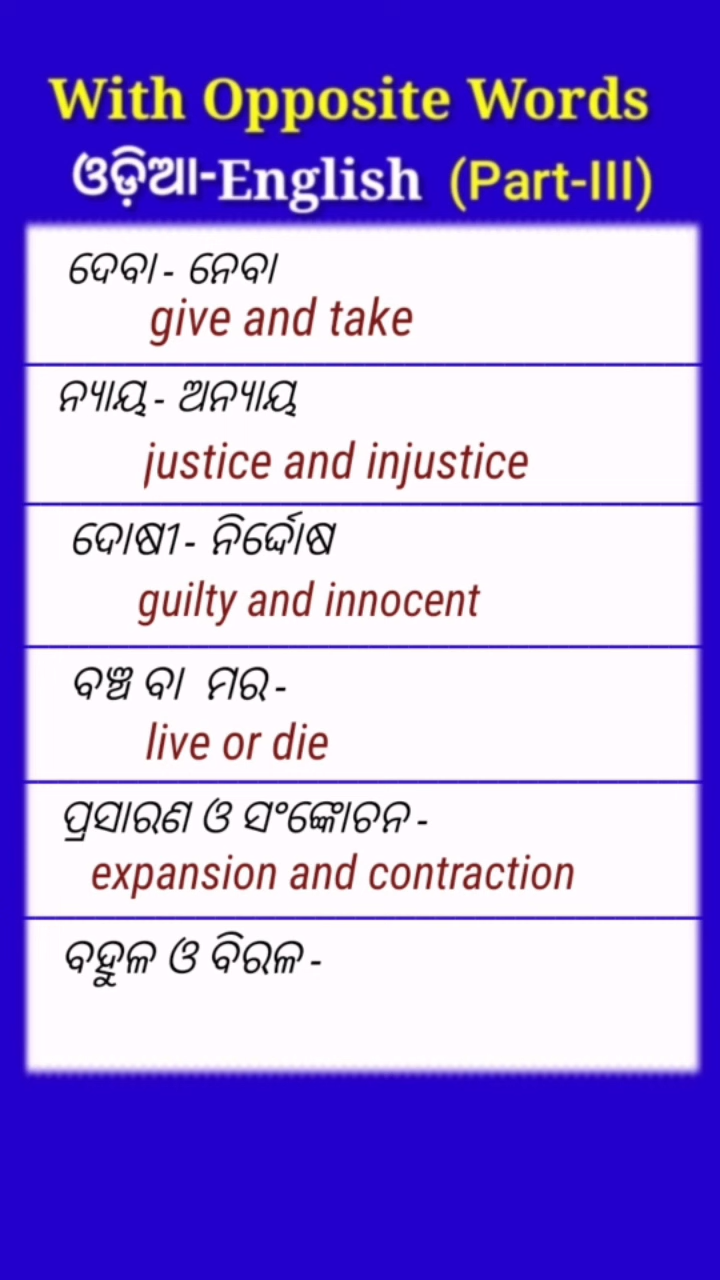 With Opposite Words
ଓଡ଼ିଆ-English (Part-III)
ଦେବା - ନେବା
give and take
ନ୍ୟାୟ - ଅନ୍ୟାୟ
justice and injustice
ଦୋଷୀ - ନିର୍ଦ୍ଦୋଷ
guilty and innocent
ବଞ୍ଚ ବା ମର -
live or die
ପ୍ରସାରଣ ଓ ସଂଙ୍କୋଚନ -
expansion and contraction
ବହୁଳ ଓ ବିରଳ -